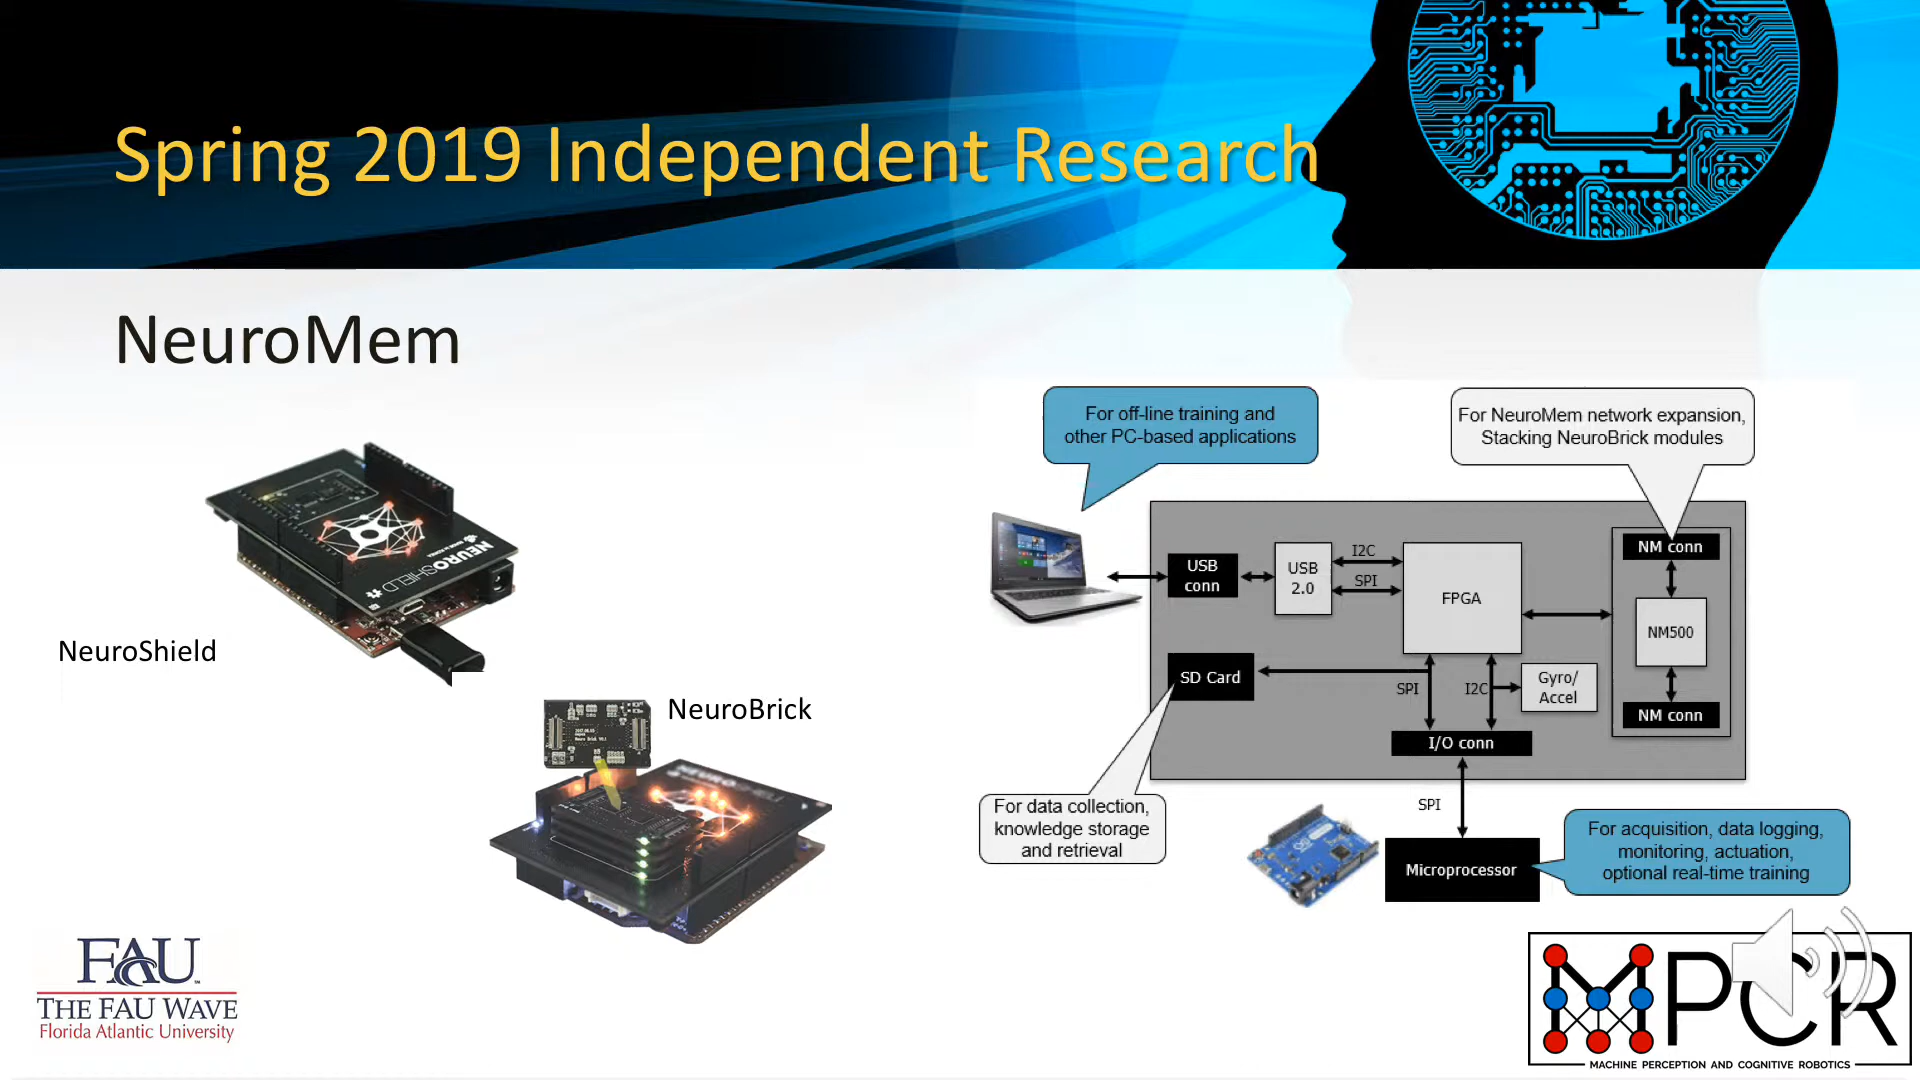 Spring 2019 Independent Research
NeuroMem
For off-line training and
other PC-based applications
For NeuroMem network expansion,
Stacking NeuroBrick modules
NEUROSHIELD
NeuroShield
NeuroBrick
USB
conn
USB
2.0
I2C
SPI
FPGA
NM conn
NM500
NM conn
SD Card
SPI
I2C
Gyro/
Accel
I/O conn
SPI
For data collection,
knowledge storage
and retrieval
Microprocessor
For acquisition, data logging,
monitoring, actuation,
optional real-time training
FAU
THE FAU WAVE
Florida Atlantic University
MPCR
MACHINE PERCEPTION AND COGNITIVE ROBOTICS